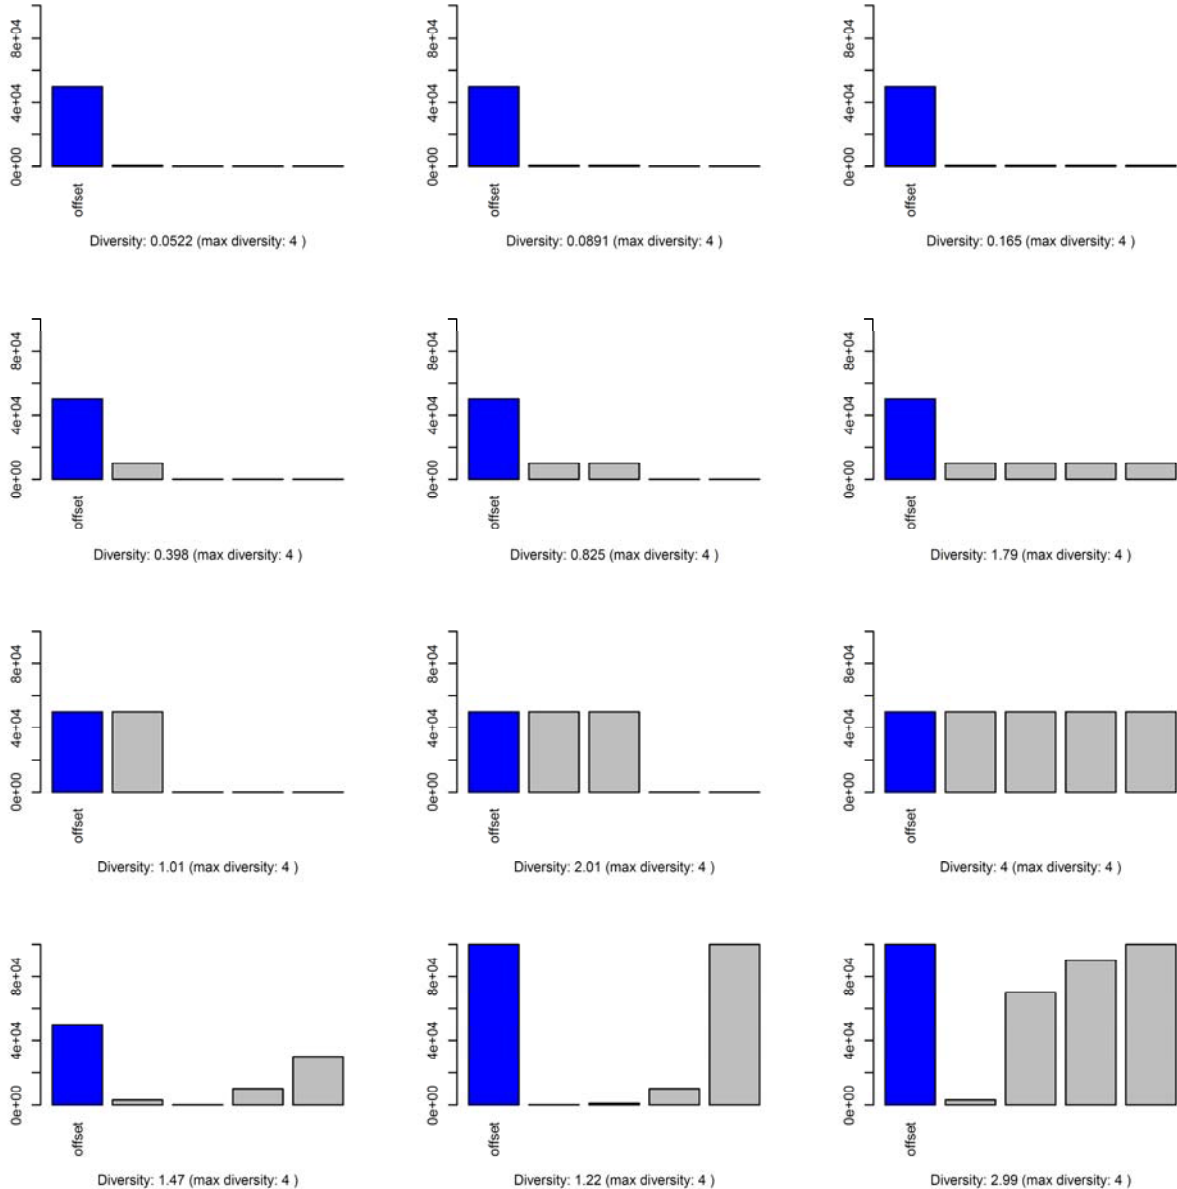 8e+04
4e+04
0e+00
offset
Diversity: 0.0522 (max diversity: 4 )
8e+04
4e+04
0e+00
offset
Diversity: 0.0891 (max diversity: 4 )
8e+04
4e+04
0e+00
offset
Diversity: 0.165 (max diversity: 4 )
8e+04
4e+04
0e+00
offset
Diversity: 0.398 (max diversity: 4 )
8e+04
4e+04
0e+00
offset
Diversity: 0.825 (max diversity: 4 )
8e+04
4e+04
0e+00
offset
Diversity: 1.79 (max diversity: 4 )
8e+04
4e+04
0e+00
offset
Diversity: 1.01 (max diversity: 4 )
8e+04
4e+04
0e+00
offset
Diversity: 2.01 (max diversity: 4 )
8e+04
4e+04
0e+00
offset
Diversity: 4 (max diversity: 4 )
8e+04
4e+04
0e+00
offset
Diversity: 1.47 (max diversity: 4 )
8e+04
4e+04
0e+00
offset
Diversity: 1.22 (max diversity: 4 )
8e+04
4e+04
0e+00
offset
Diversity: 2.99 (max diversity: 4 )